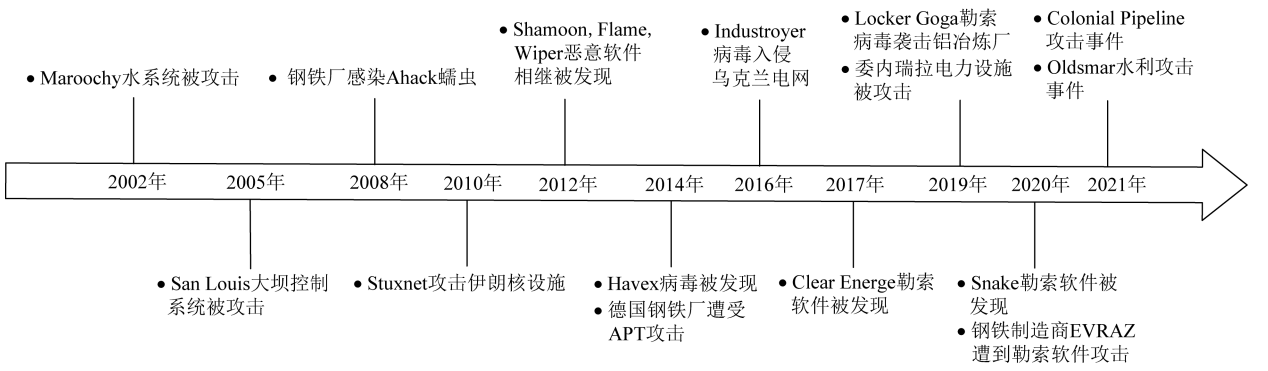 • Shamoon, Flame,
Wiper恶意软件
相继被发现
• Industroyer
病毒入侵
乌克兰电网
• Locker Goga勒索
病毒袭击铝冶炼厂
• 委内瑞拉电力设施
被攻击
• Colonial Pipeline
攻击事件
• Oldsmar水利攻击
事件
• Maroochy水系统被攻击
• 钢铁厂感染Ahack蠕虫
2002年 2005年 2008年 2010年 2012年 2014年 2016年 2017年 2019年 2020年 2021年
• San Louis大坝控制
系统被攻击
• Stuxnet攻击伊朗核设施
• Havex病毒被发现
• 德国钢铁厂遭受
APT攻击
• Clear Energe勒索
软件被发现
• Snake勒索软件被
发现
• 钢铁制造商EVRAZ
遭到勒索软件攻击